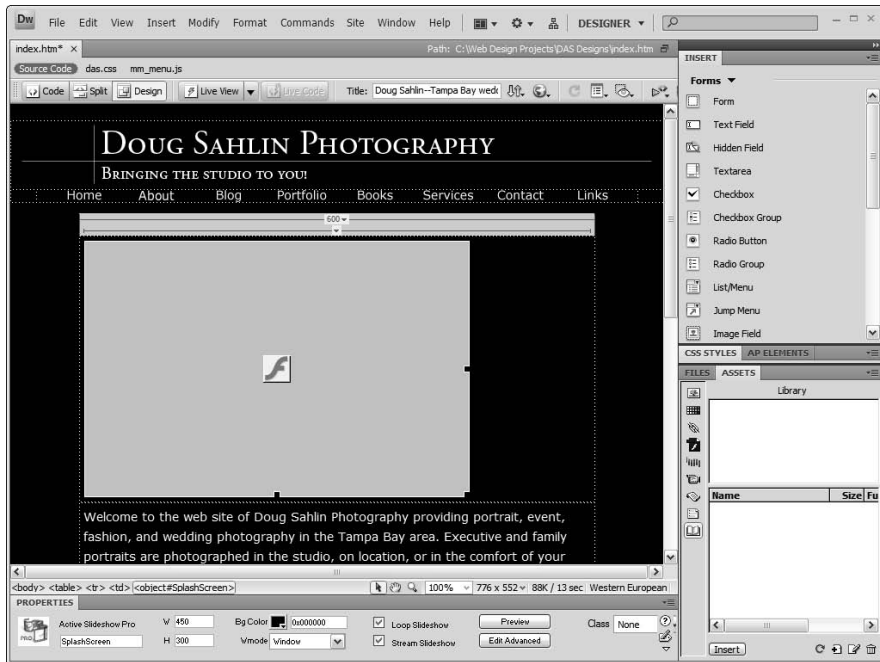 Dw File Edit View Insert Modify Format Commands Site Window Help DESIGNER
index.htm* × Path: C:\Web Design Projects\DAS Designs\index.htm
Source Code das.css mm_menu.js
Code Split Design Live View Live Code Title: Doug Sahlin--Tampa Bay wedd
DOUG SAHLIN PHOTOGRAPHY
BRINGING THE STUDIO TO YOU!
Home About Blog Portfolio Books Services Contact Links
600
Welcome to the web site of Doug Sahlin Photography providing portrait, event,
fashion, and wedding photography in the Tampa Bay area. Executive and family
portraits are photographed in the studio, on location, or in the comfort of your
<body> <table> <tr> <td> <object#SplashScreen> 100% 776 x 552 88K / 13 sec Western European
PROPERTIES
Active Slideshow Pro W 450 Bg Color 0x000000 Loop Slideshow Preview Class None
PRO SplashScreen H 300 Wmode Window Stream Slideshow Edit Advanced
INSERT
Forms
Form
Text Field
Hidden Field
Textarea
Checkbox
Checkbox Group
Radio Button
Radio Group
List/Menu
Jump Menu
Image Field
CSS STYLES AP ELEMENTS
FILES ASSETS
Library
Name Size Fu
Insert